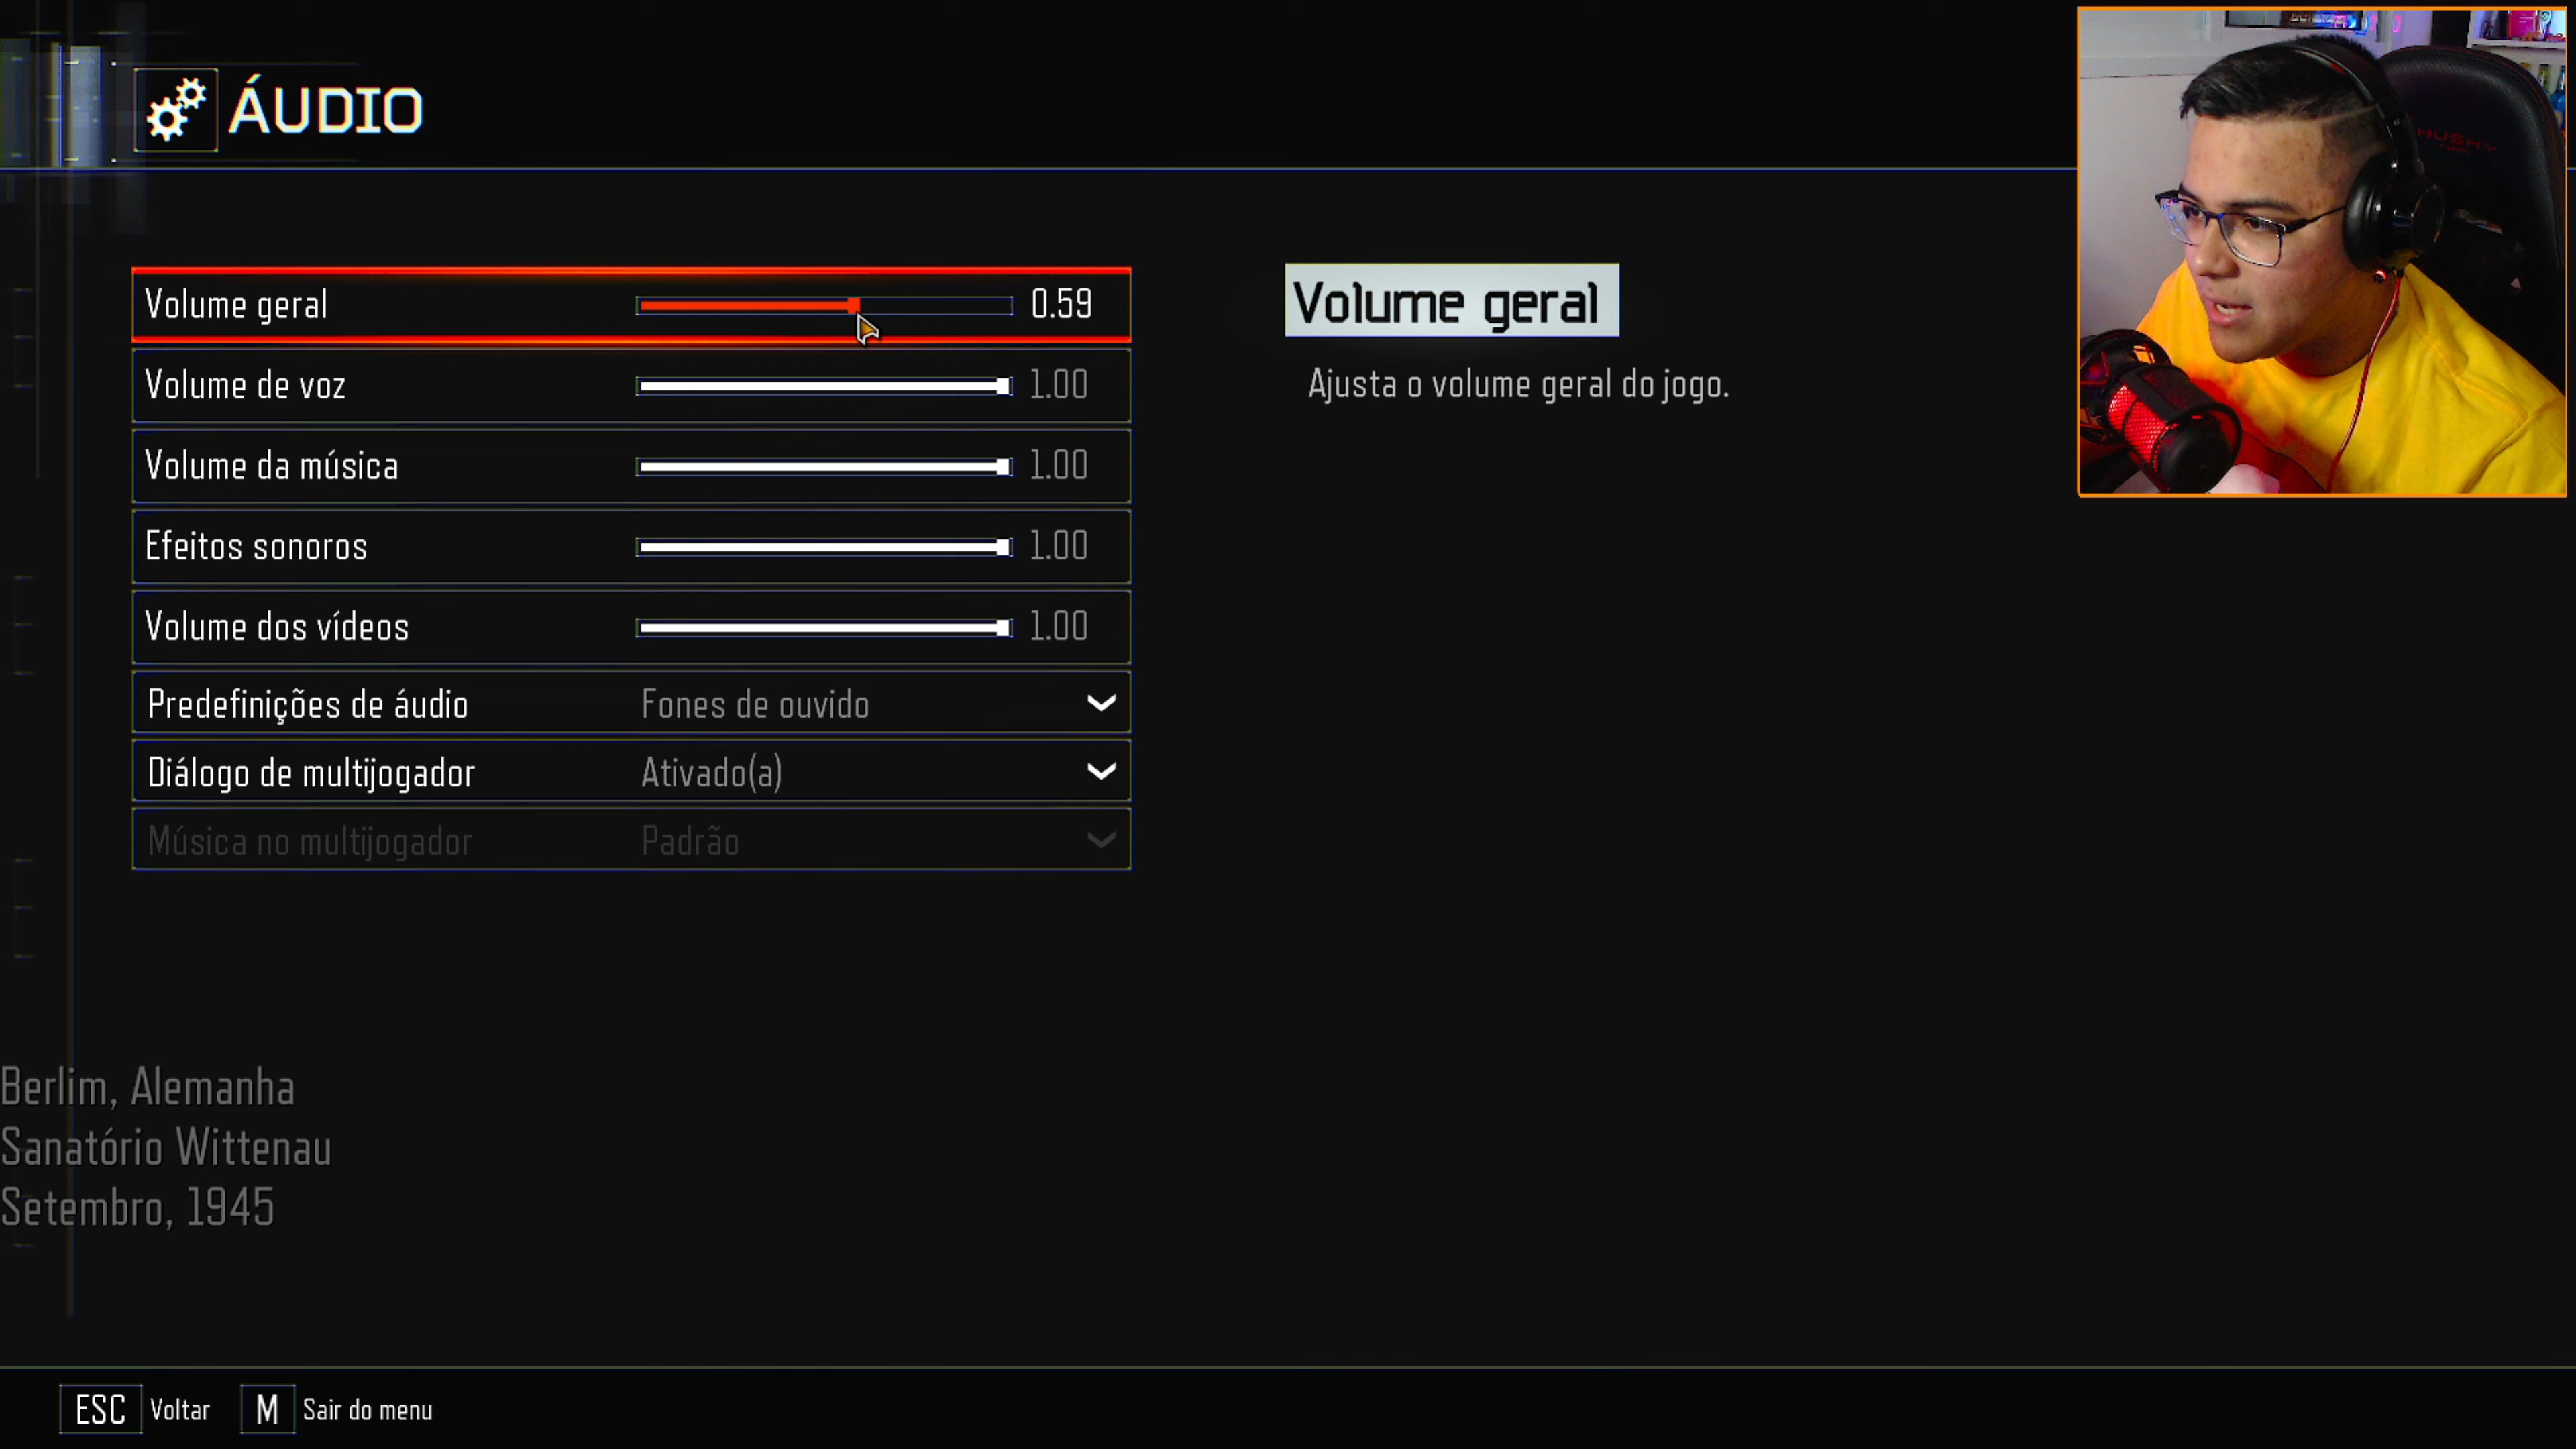 ÁUDIO
Volume geral 0.59
Volume de voz 1.00
Volume da música 1.00
Efeitos sonoros 1.00
Volume dos vídeos 1.00
Predefinições de áudio Fones de ouvido
Diálogo de multijogador Ativado(a)
Música no multijogador Padrão
Volume geral
Ajusta o volume geral do jogo.
HUSKY
Berlim, Alemanha
Sanatório Wittenau
Setembro, 1945
ESC Voltar M Sair do menu